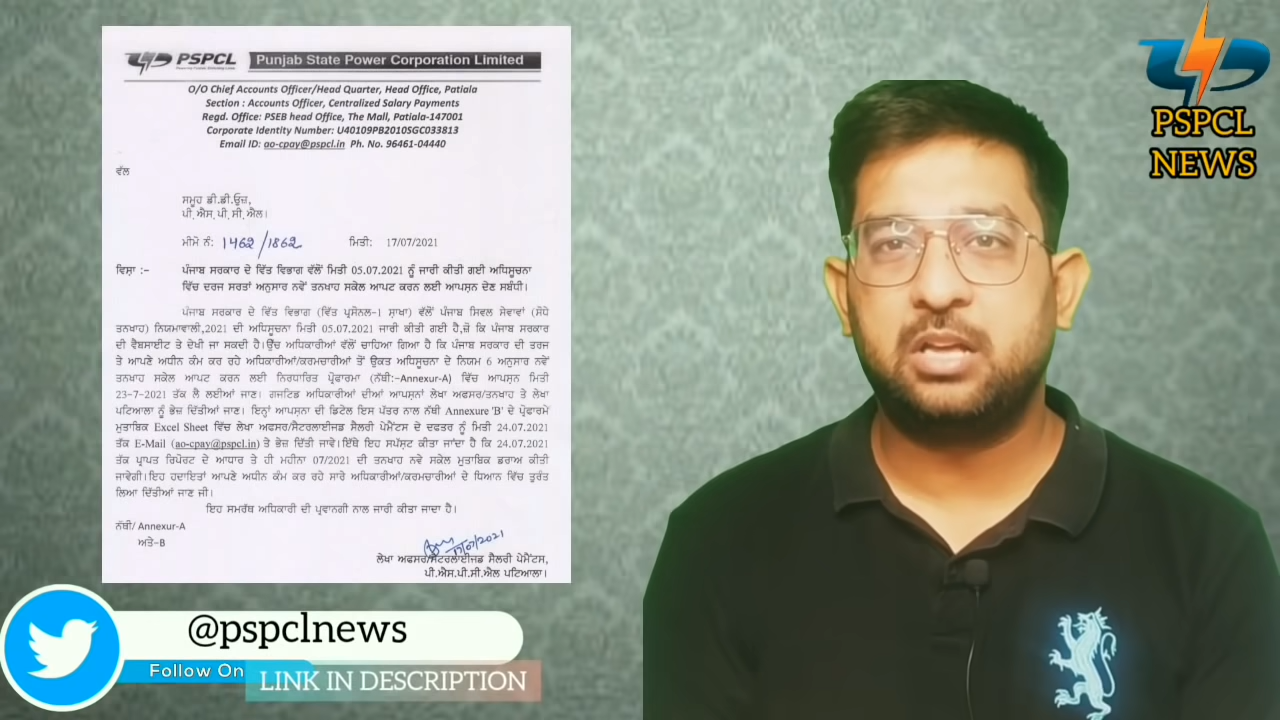 PSPCL
Punjab State Power Corporation Limited
O/O Chief Accounts Officer/Head Quarter, Head Office, Patiala
Section : Accounts Officer, Centralized Salary Payments
Regd. Office: PSEB head Office, The Mall, Patiala-147001
Corporate Identity Number: U40109PB2010SGC033813
Email ID: ao-cpay@pspcl.in Ph. No. 96461-04440
ਵੱਲ
ਸਮੂਹ ਡੀ.ਡੀ.ਓਜ਼,
ਪੀ.ਐਸ.ਪੀ.ਸੀ.ਐਲ।
ਮੀਮੋ ਨੰ: 1462/1862 ਮਿਤੀ: 17/07/2021
ਵਿਸ਼ਾ :- ਪੰਜਾਬ ਸਰਕਾਰ ਦੇ ਵਿੱਤ ਵਿਭਾਗ ਵੱਲੋਂ ਮਿਤੀ 05.07.2021 ਨੂੰ ਜਾਰੀ ਕੀਤੀ ਗਈ ਅਧਿਸੂਚਨਾ
ਵਿੱਚ ਦਰਜ ਸਰਤਾਂ ਅਨੁਸਾਰ ਨਵੇਂ ਤਨਖਾਹ ਸਕੇਲ ਆਪਟ ਕਰਨ ਲਈ ਆਪਸ਼ਨ ਦੇਣ ਸਬੰਧੀ।
ਪੰਜਾਬ ਸਰਕਾਰ ਦੇ ਵਿੱਤ ਵਿਭਾਗ (ਵਿੱਤ ਪ੍ਰਸੋਨਲ-1 ਸ਼ਾਖਾ) ਵੱਲੋਂ ਪੰਜਾਬ ਸਿਵਲ ਸੇਵਾਵਾਂ (ਸੋਧੇ
ਤਨਖਾਹ) ਨਿਯਮਾਵਾਲੀ,2021 ਦੀ ਅਧਿਸੂਚਨਾ ਮਿਤੀ 05.07.2021 ਜਾਰੀ ਕੀਤੀ ਗਈ ਹੈ,ਜੋ ਕਿ ਪੰਜਾਬ ਸਰਕਾਰ
ਦੀ ਵੈਬਸਾਈਟ ਤੇ ਦੇਖੀ ਜਾ ਸਕਦੀ ਹੈ।ਉੱਚ ਅਧਿਕਾਰੀਆਂ ਵੱਲੋਂ ਚਾਹਿਆ ਗਿਆ ਹੈ ਕਿ ਪੰਜਾਬ ਸਰਕਾਰ ਦੀ ਤਰਜ
ਤੇ ਆਪਣੇ ਅਧੀਨ ਕੰਮ ਕਰ ਰਹੇ ਅਧਿਕਾਰੀਆਂ/ਕਰਮਚਾਰੀਆਂ ਤੋਂ ਉਕਤ ਅਧਿਸੂਚਨਾ ਦੇ ਨਿਯਮ 6 ਅਨੁਸਾਰ ਨਵੇਂ
ਤਨਖਾਹ ਸਕੇਲ ਆਪਟ ਕਰਨ ਲਈ ਨਿਰਧਾਰਿਤ ਪ੍ਰੋਫਾਰਮਾ (ਨੱਥੀ:-Annexur-A) ਵਿੱਚ ਆਪਸ਼ਨ ਮਿਤੀ
23-7-2021 ਤੱਕ ਲੈ ਲਈਆਂ ਜਾਣ। ਗਜਟਿਡ ਅਧਿਕਾਰੀਆਂ ਦੀਆਂ ਆਪਸ਼ਨਾਂ ਲੇਖਾ ਅਫਸਰ/ਤਨਖਾਹ ਤੇ ਲੇਖਾ
ਪਟਿਆਲਾ ਨੂੰ ਭੇਜ ਦਿੱਤੀਆਂ ਜਾਣ। ਇਨ੍ਹਾਂ ਆਪਸ਼ਨਾ ਦੀ ਡਿਟੇਲ ਇਸ ਪੱਤਰ ਨਾਲ ਨੱਥੀ Annexure 'B' ਦੇ ਪ੍ਰੋਫਾਰਮੇ
ਮੁਤਾਬਿਕ Excel Sheet ਵਿੱਚ ਲੇਖਾ ਅਫਸਰ/ਸੈਂਟਰਲਾਈਜਡ ਸੈਲਰੀ ਪੇਮੈਂਟਸ ਦੇ ਦਫਤਰ ਨੂੰ ਮਿਤੀ 24.07.2021
ਤੱਕ E-Mail (ao-cpay@pspcl.in) ਤੇ ਭੇਜ ਦਿੱਤੀ ਜਾਵੇ।ਇੱਥੇ ਇਹ ਸਪੱਸ਼ਟ ਕੀਤਾ ਜਾਂਦਾ ਹੈ ਕਿ 24.07.2021
ਤੱਕ ਪ੍ਰਾਪਤ ਰਿਪੋਰਟ ਦੇ ਆਧਾਰ ਤੇ ਹੀ ਮਹੀਨਾ 07/2021 ਦੀ ਤਨਖਾਹ ਨਵੇ ਸਕੇਲ ਮੁਤਾਬਿਕ ਡਰਾਅ ਕੀਤੀ
ਜਾਵੇਗੀ।ਇਹ ਹਦਾਇਤਾਂ ਆਪਣੇ ਅਧੀਨ ਕੰਮ ਕਰ ਰਹੇ ਸਾਰੇ ਅਧਿਕਾਰੀਆਂ/ਕਰਮਚਾਰੀਆਂ ਦੇ ਧਿਆਨ ਵਿੱਚ ਤੁਰੰਤ
ਲਿਆ ਦਿੱਤੀਆਂ ਜਾਣ ਜੀ।
ਇਹ ਸਮਰੱਥ ਅਧਿਕਾਰੀ ਦੀ ਪ੍ਰਵਾਨਗੀ ਨਾਲ ਜਾਰੀ ਕੀਤਾ ਜਾਦਾ ਹੈ।
ਨੱਥੀ/ Annexur-A
ਅਤੇ-B
17/07/2021
ਲੇਖਾ ਅਫਸਰ/ਸੈਂਟਰਲਾਈਜਡ ਸੈਲਰੀ ਪੇਮੈਂਟਸ,
ਪੀ.ਐਸ.ਪੀ.ਸੀ.ਐਲ ਪਟਿਆਲਾ।
PSPCL
NEWS
@pspclnews
Follow On
LINK IN DESCRIPTION